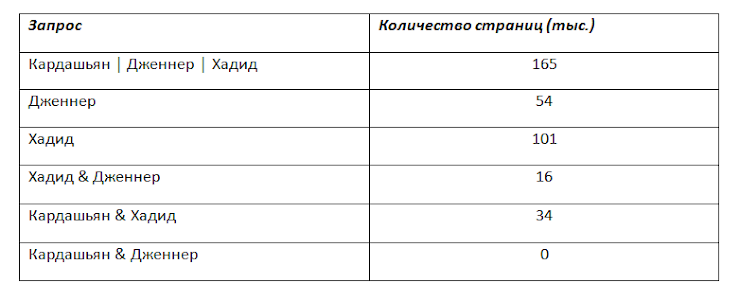 Запрос Количество страниц (тыс.)
Кардашьян | Дженнер | Хадид 165
Дженнер 54
Хадид 101
Хадид & Дженнер 16
Кардашьян & Хадид 34
Кардашьян & Дженнер 0